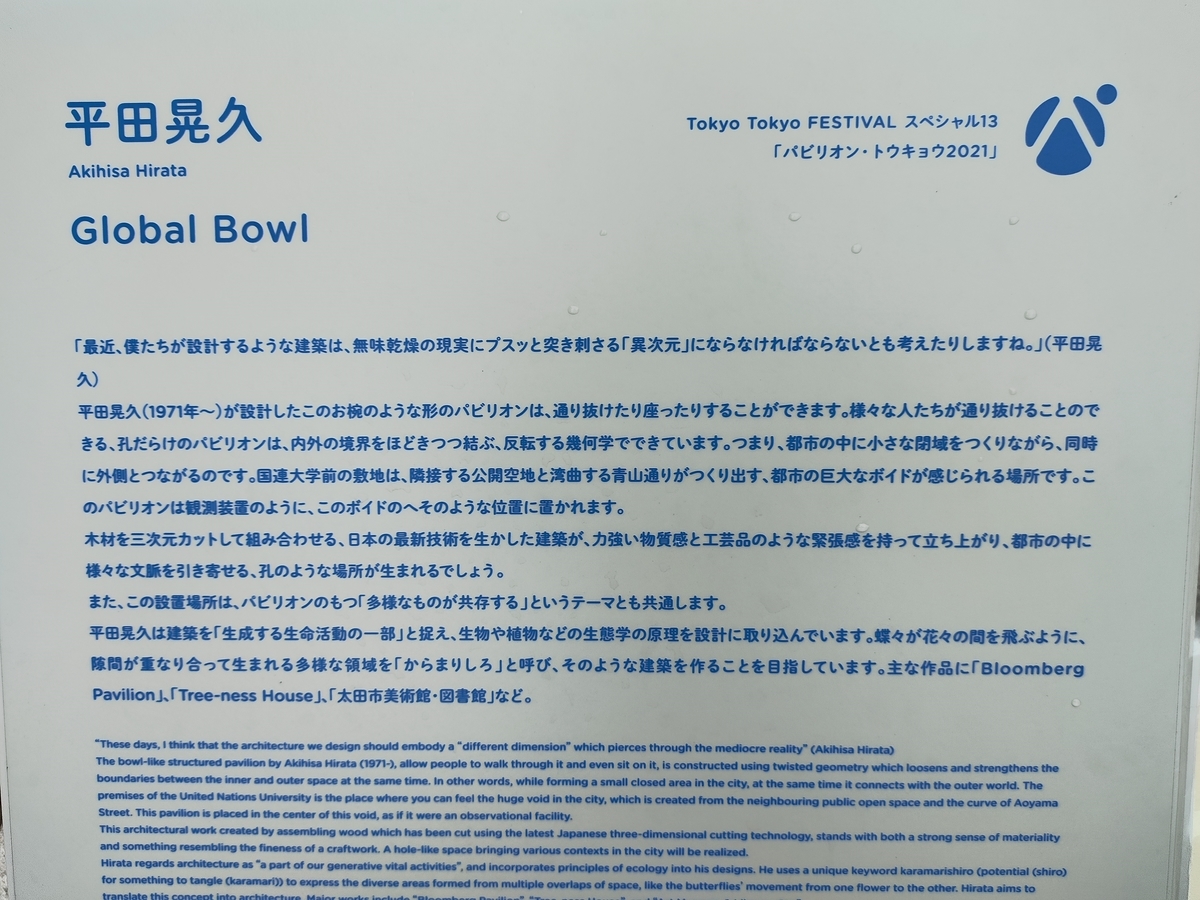 平田晃久
Akihisa Hirata
Global Bowl
Tokyo Tokyo FESTIVAL スペシャル13
「パビリオン・トウキョウ2021」
「最近、僕たちが設計するような建築は、無味乾燥の現実にプスッと突き刺さる「異次元」にならなければならないとも考えたりしますね。」(平田晃
久)
平田晃久(1971年〜)が設計したこのお椀のような形のパビリオンは、通り抜けたり座ったりすることができます。様々な人たちが通り抜けることので
きる、孔だらけのパビリオンは、内外の境界をほどきつつ結ぶ、反転する幾何学でできています。つまり、都市の中に小さな閉域をつくりながら、同時
に外側とつながるのです。国連大学前の敷地は、隣接する公開空地と湾曲する青山通りがつくり出す、都市の巨大なボイドが感じられる場所です。こ
のパビリオンは観測装置のように、このボイドのへそのような位置に置かれます。
木材を三次元カットして組み合わせる、日本の最新技術を生かした建築が、力強い物質感と工芸品のような緊張感を持って立ち上がり、都市の中に
様々な文脈を引き寄せる、孔のような場所が生まれるでしょう。
また、この設置場所は、パビリオンのもつ「多様なものが共存する」というテーマとも共通します。
平田晃久は建築を「生成する生命活動の一部」と捉え、生物や植物などの生態学の原理を設計に取り込んでいます。蝶々が花々の間を飛ぶように、
隙間が重なり合って生まれる多様な領域を「からまりしろ」と呼び、そのような建築を作ることを目指しています。主な作品に「Bloomberg
Pavilion」、「Tree-ness House」、「太田市美術館・図書館」など。
“These days, I think that the architecture we design should embody a “different dimension” which pierces through the mediocre reality” (Akihisa Hirata)
The bowl-like structured pavilion by Akihisa Hirata (1971-), allow people to walk through it and even sit on it, is constructed using twisted geometry which loosens and strengthens the
boundaries between the inner and outer space at the same time. In other words, while forming a small closed area in the city, at the same time it connects with the outer world. The
premises of the United Nations University is the place where you can feel the huge void in the city, which is created from the neighbouring public open space and the curve of Aoyama
Street. This pavilion is placed in the center of this void, as if it were an observational facility.
This architectural work created by assembling wood which has been cut using the latest Japanese three-dimensional cutting technology, stands with both a strong sense of materiality
and something resembling the fineness of a craftwork. A hole-like space bringing various contexts in the city will be realized.
Hirata regards architecture as “a part of our generative vital activities”, and incorporates principles of ecology into his designs. He uses a unique keyword karamarishiro (potential (shiro)
for something to tangle (karamari)) to express the diverse areas formed from multiple overlaps of space, like the butterflies' movement from one flower to the other. Hirata aims to
translate this concept into architecture. Major works include